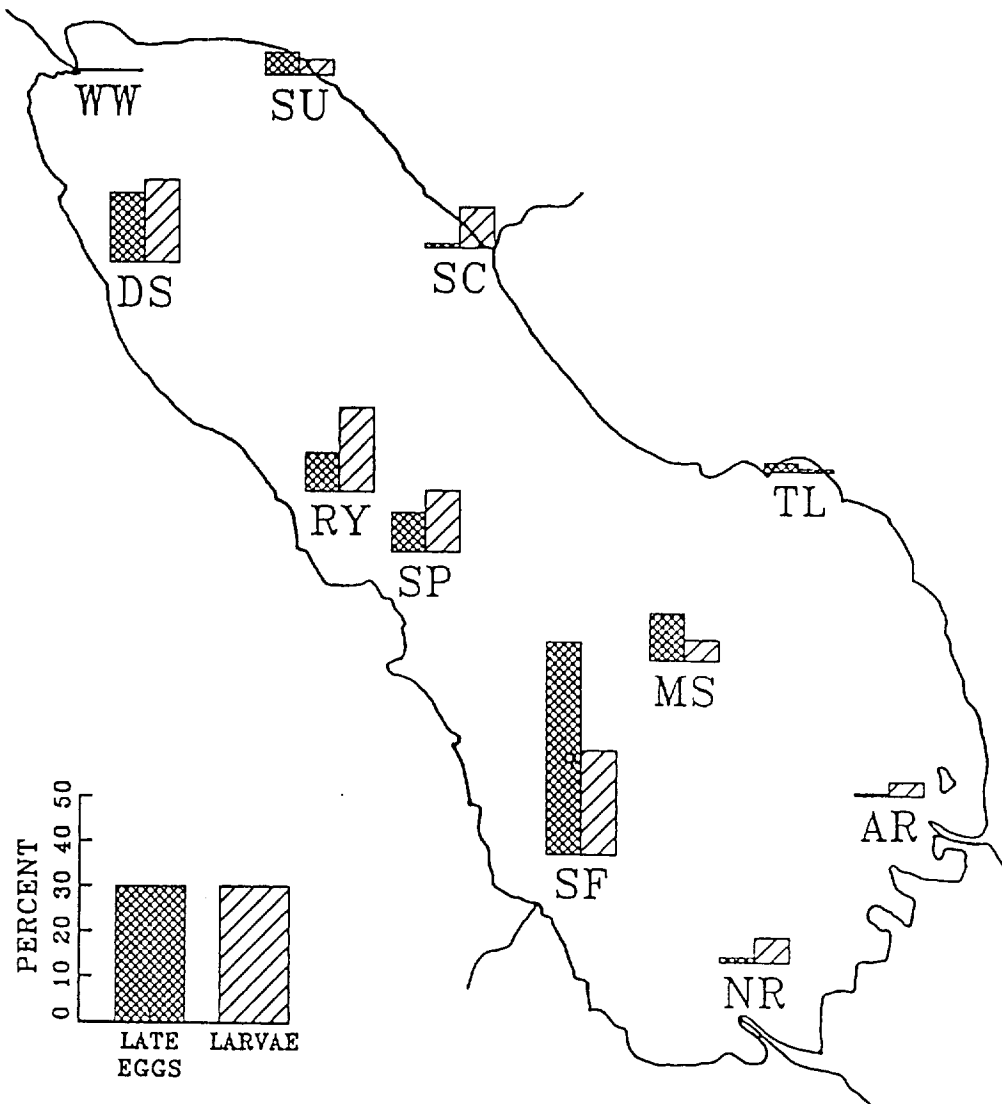 WW
SU
DS
SC
RY
SP
TL
MS
SF
AR
NR
PERCENT
50
40
30
20
10
0
LATE EGGS
LARVAE